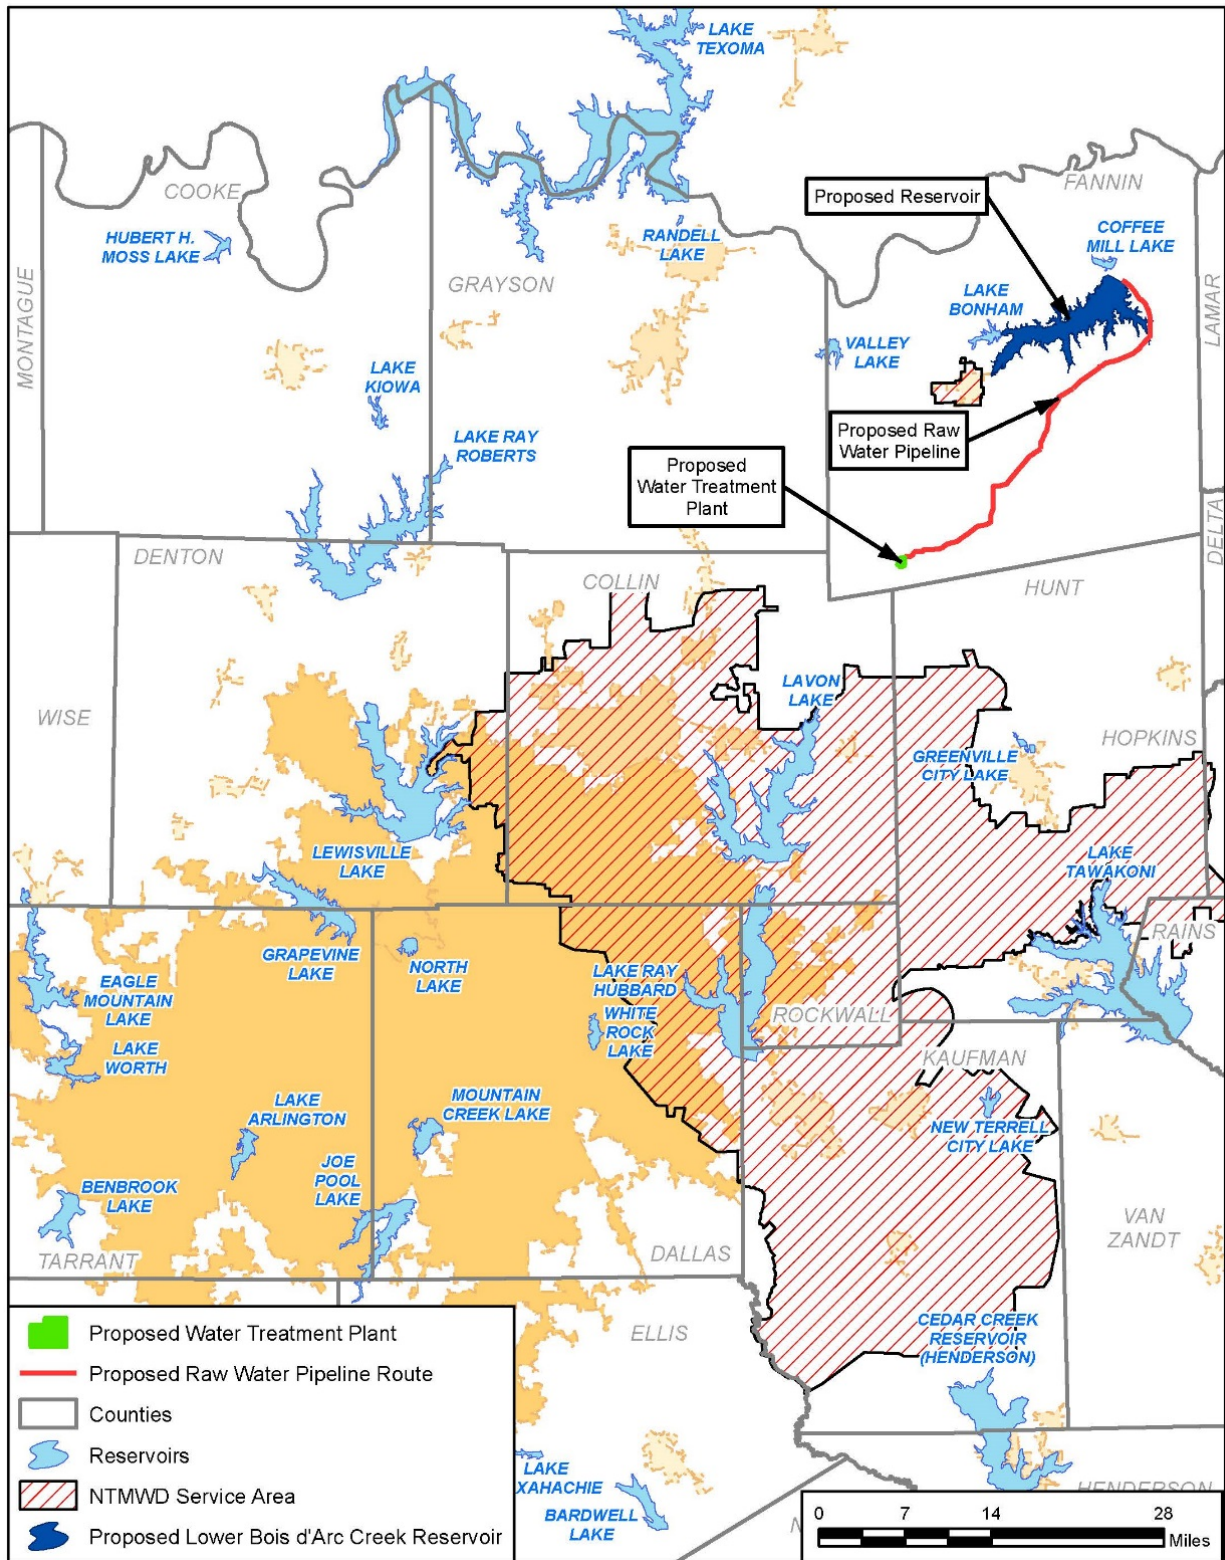 LAKE
TEXOMA
COOKE
FANNIN
Proposed Reservoir
HUBERT H.
MOSS LAKE
RANDELL
LAKE
COFFEE
MILL LAKE
MONTAGUE
GRAYSON
LAKE
BONHAM
LAMAR
VALLEY
LAKE
LAKE
KIOWA
LAKE RAY
ROBERTS
Proposed Raw
Water Pipeline
Proposed
Water Treatment
Plant
DELTA
DENTON
COLLIN
HUNT
LAVON
LAKE
WISE
HOPKINS
GREENVILLE
CITY LAKE
LEWISVILLE
LAKE
LAKE
TAWAKONI
RAINS
GRAPEVINE
LAKE
NORTH
LAKE
LAKE RAY
HUBBARD
EAGLE
MOUNTAIN
LAKE
WHITE
ROCK
LAKE
ROCKWALL
LAKE
WORTH
KAUFMAN
LAKE
ARLINGTON
MOUNTAIN
CREEK LAKE
NEW TERRELL
CITY LAKE
JOE
POOL
LAKE
BENBROOK
LAKE
VAN
ZANDT
TARRANT
DALLAS
CEDAR CREEK
RESERVOIR
(HENDERSON)
ELLIS
Proposed Water Treatment Plant
Proposed Raw Water Pipeline Route
Counties
Reservoirs
NTMWD Service Area
Proposed Lower Bois d'Arc Creek Reservoir
LAKE
XAHACHIE
BARDWELL
LAKE
HENDERSON
N
0 7 14 28
Miles